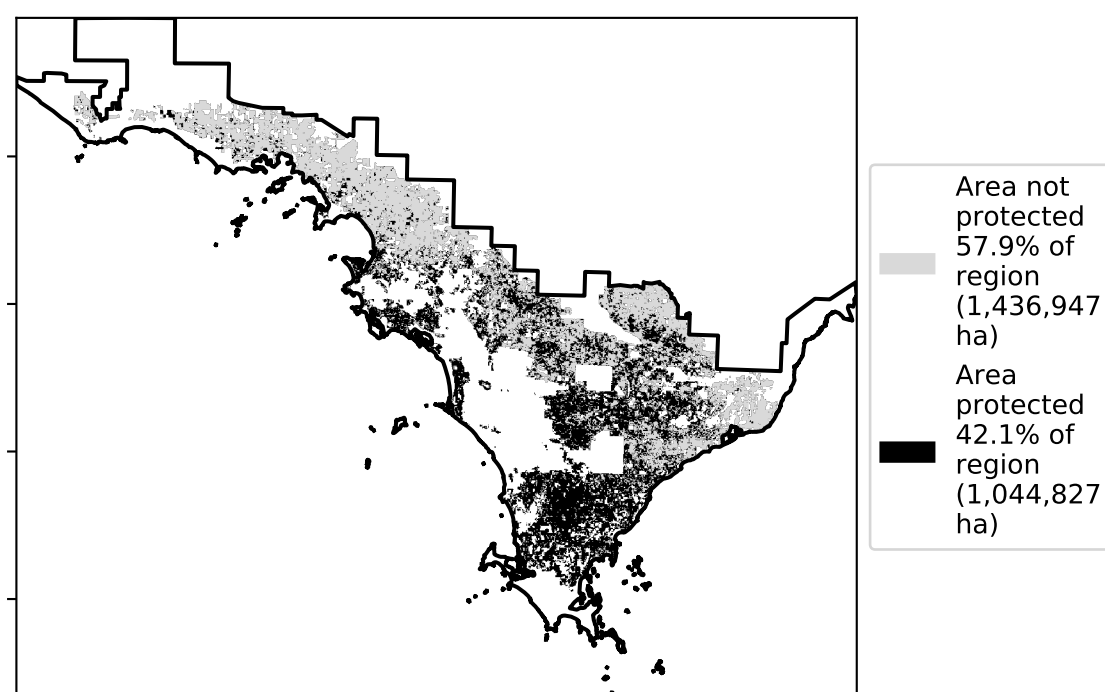 Area not
protected
57.9% of
region
(1,436,947
ha)
Area
protected
42.1% of
region
(1,044,827
ha)